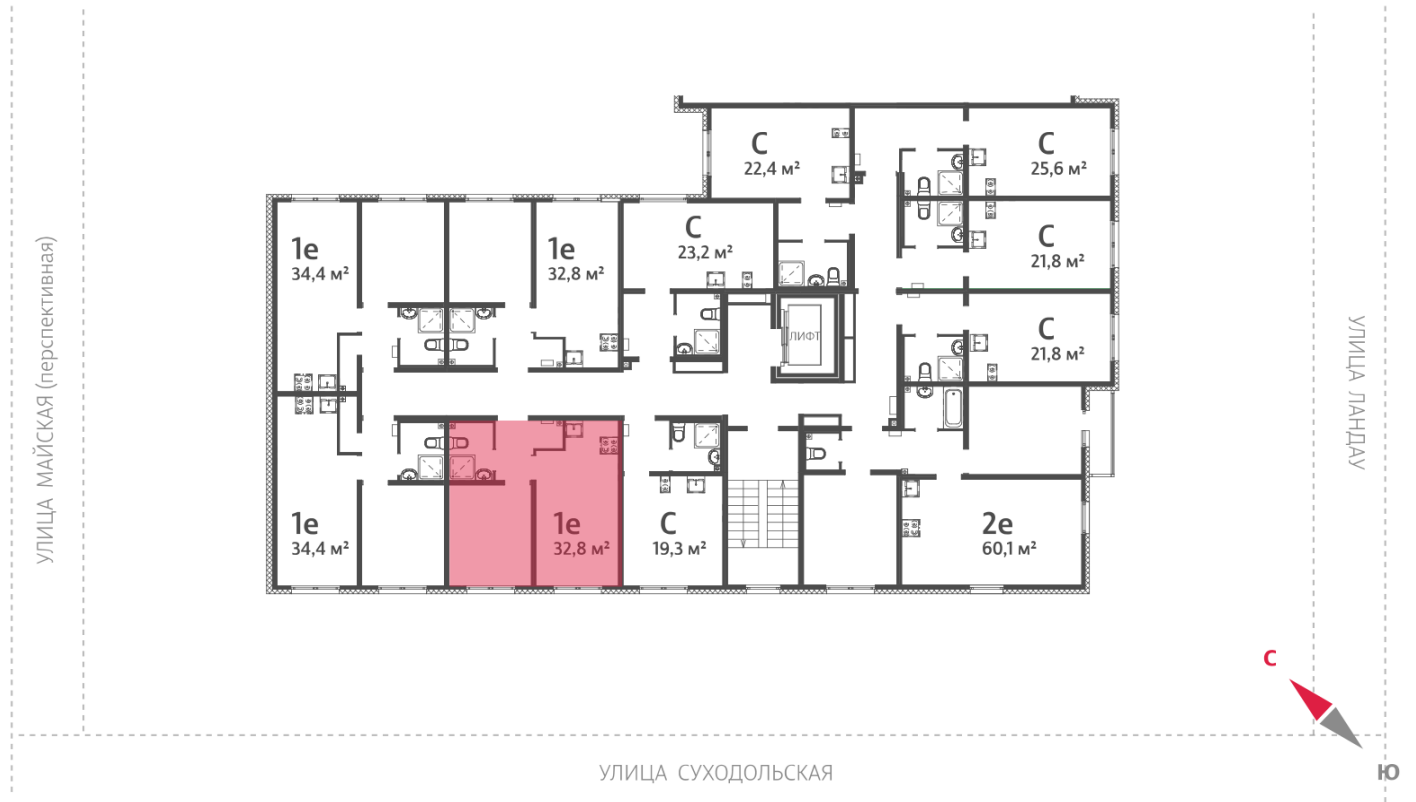 С
22,4 м²
С
25,6 м²
1е
34,4 м²
1е
32,8 м²
С
23,2 м²
С
21,8 м²
ЛИФТ
С
21,8 м²
1е
34,4 м²
1е
32,8 м²
С
19,3 м²
2е
60,1 м²
УЛИЦА МАЙСКАЯ (перспективная)
УЛИЦА ЛАНДАУ
УЛИЦА СУХОДОЛЬСКАЯ
С
Ю